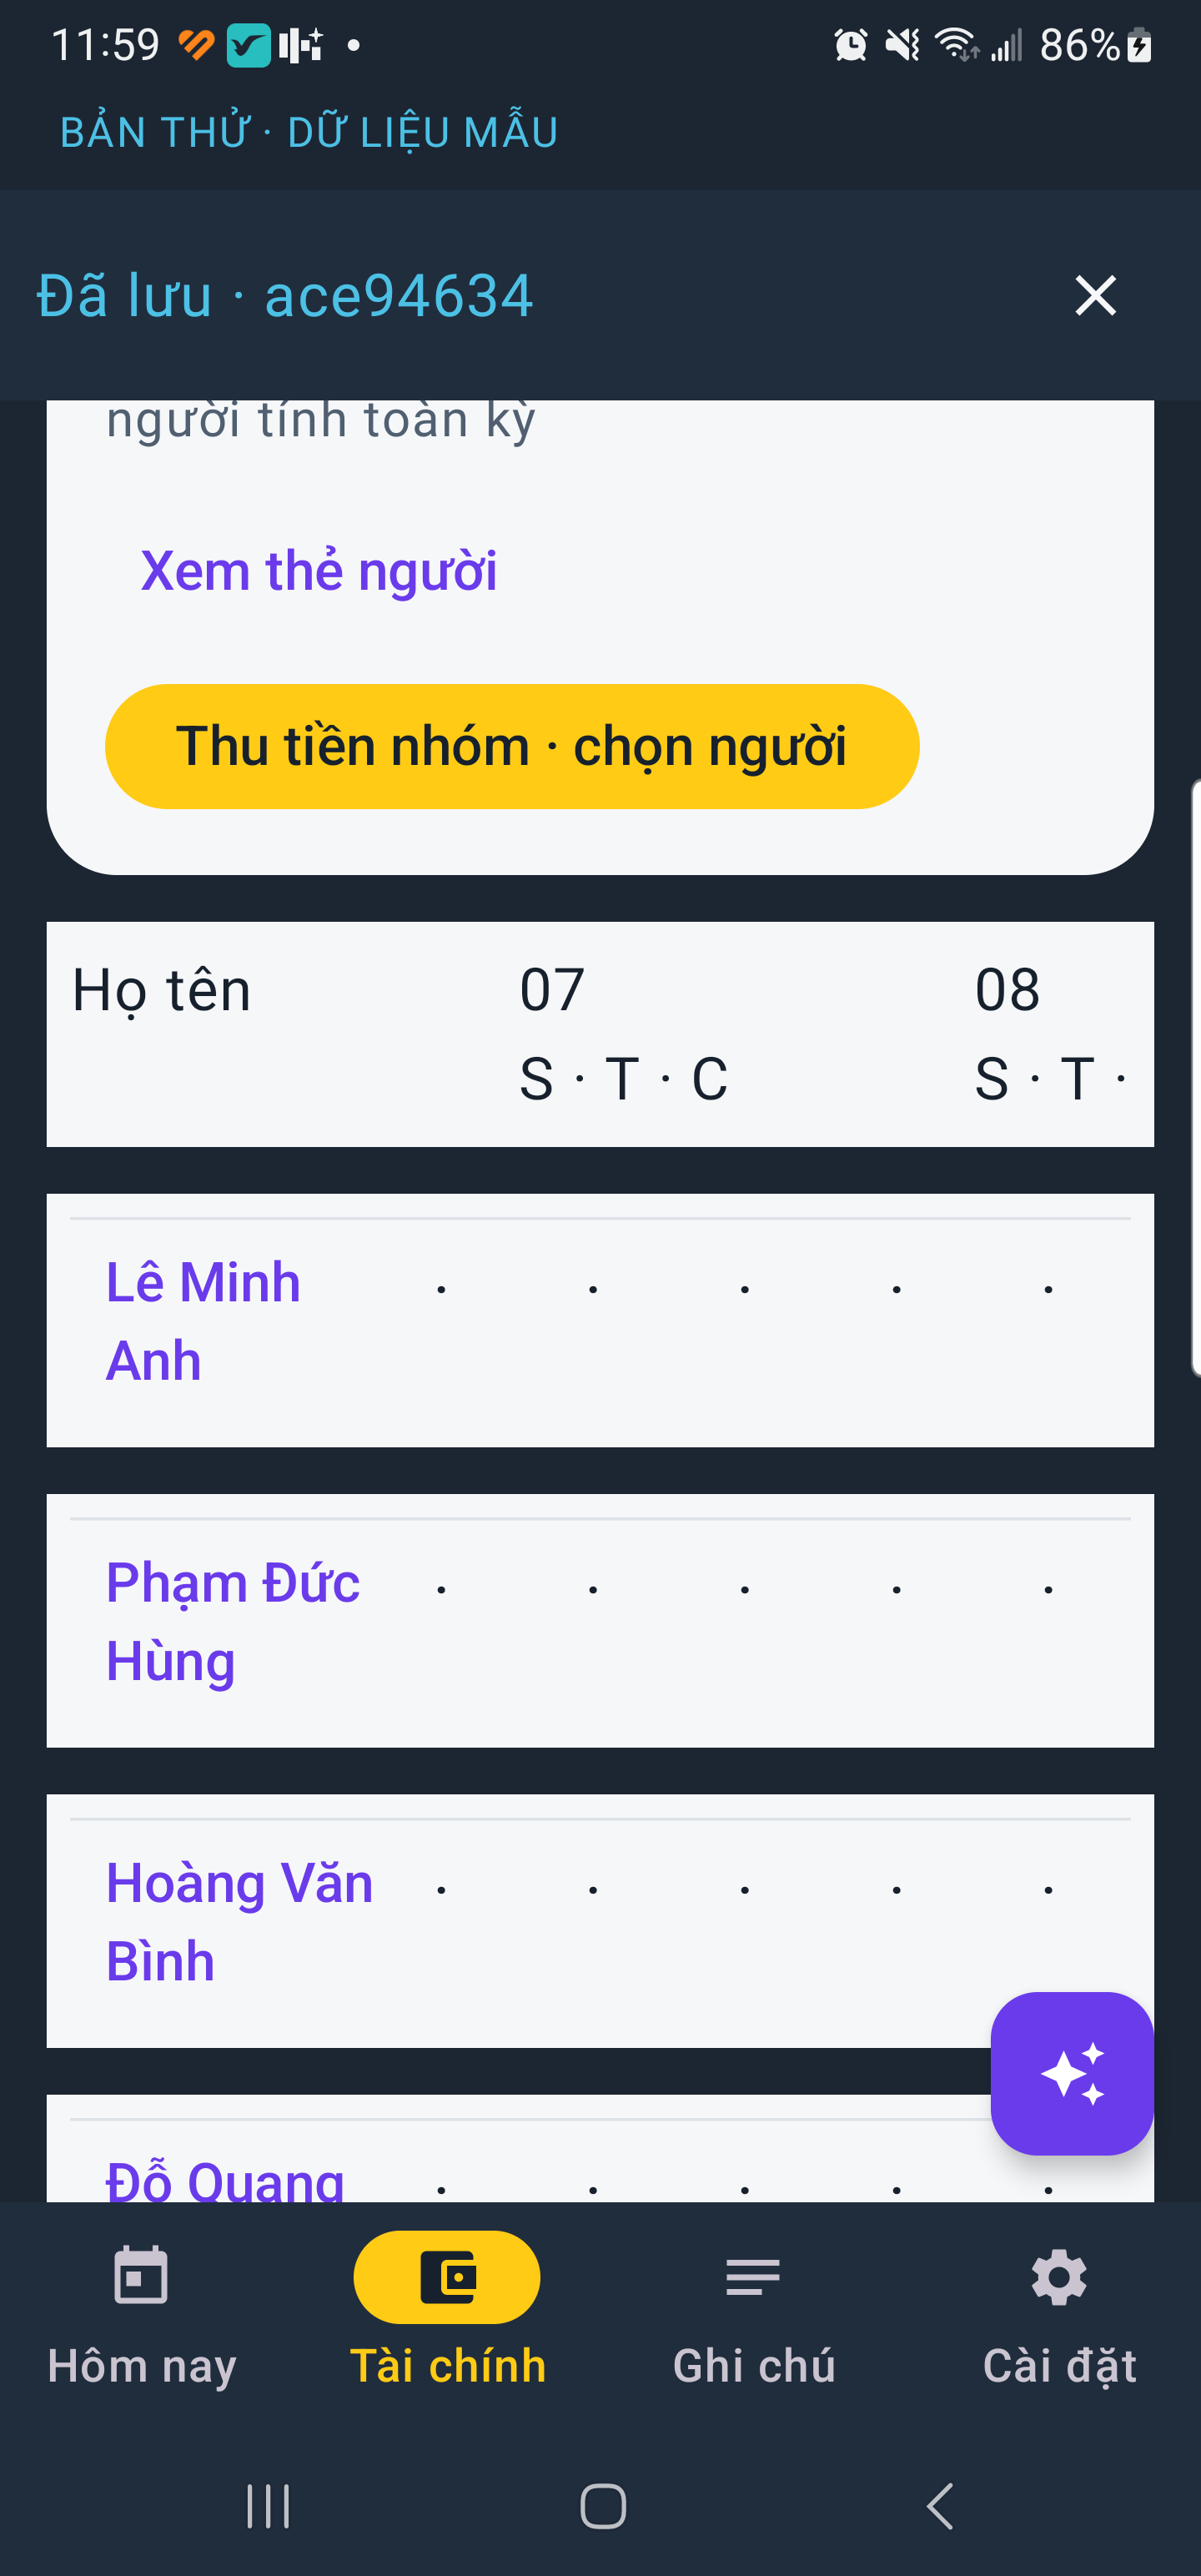 11:59
86%
BẢN THỬ · DỮ LIỆU MẪU
Đã lưu · ace94634
người tính toàn kỳ
Xem thẻ người
Thu tiền nhóm · chọn người
Họ tên 07 08
S · T · C S · T ·
Lê Minh · · · · ·
Anh
Phạm Đức · · · · ·
Hùng
Hoàng Văn · · · · ·
Bình
Đỗ Quang · · · · ·
Hôm nay Tài chính Ghi chú Cài đặt